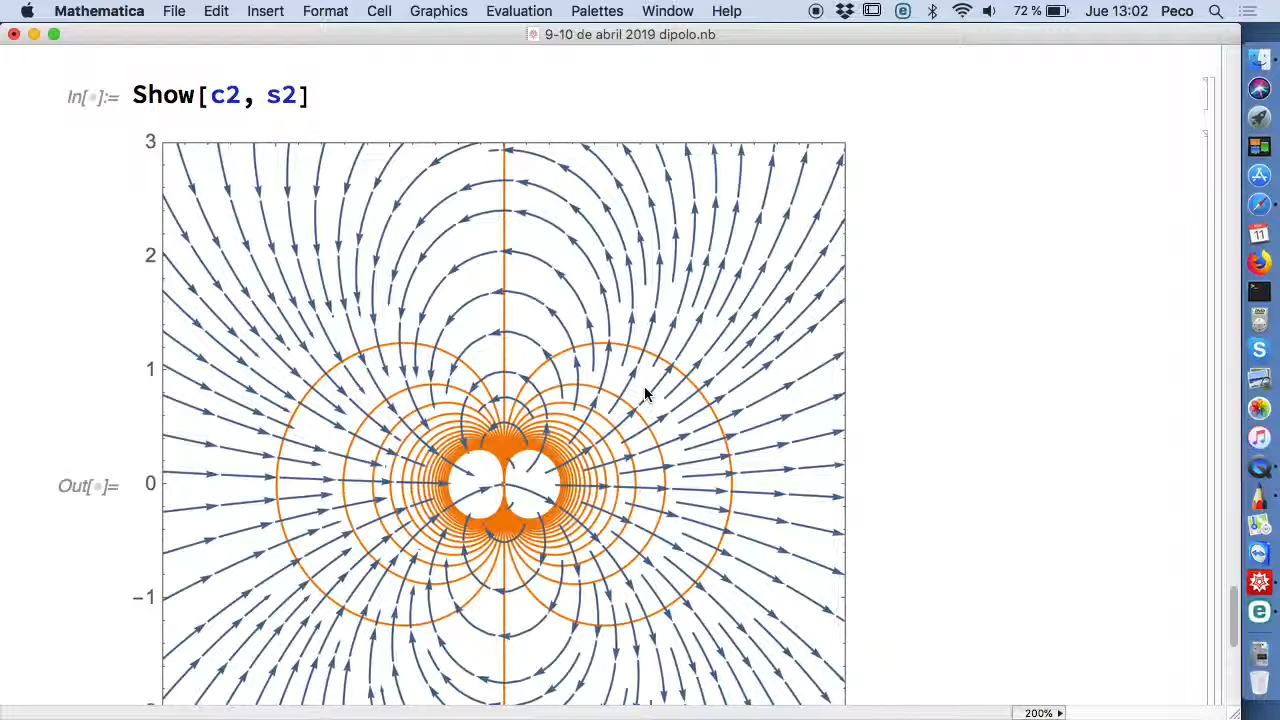 Mathematica File Edit Insert Format Cell Graphics Evaluation Palettes Window Help 72 % Jue 13:02 Peco
9-10 de abril 2019 dipolo.nb
In[ ]:= Show[c2, s2]
3
2
1
Out[ ]= 0
−1
11
200%